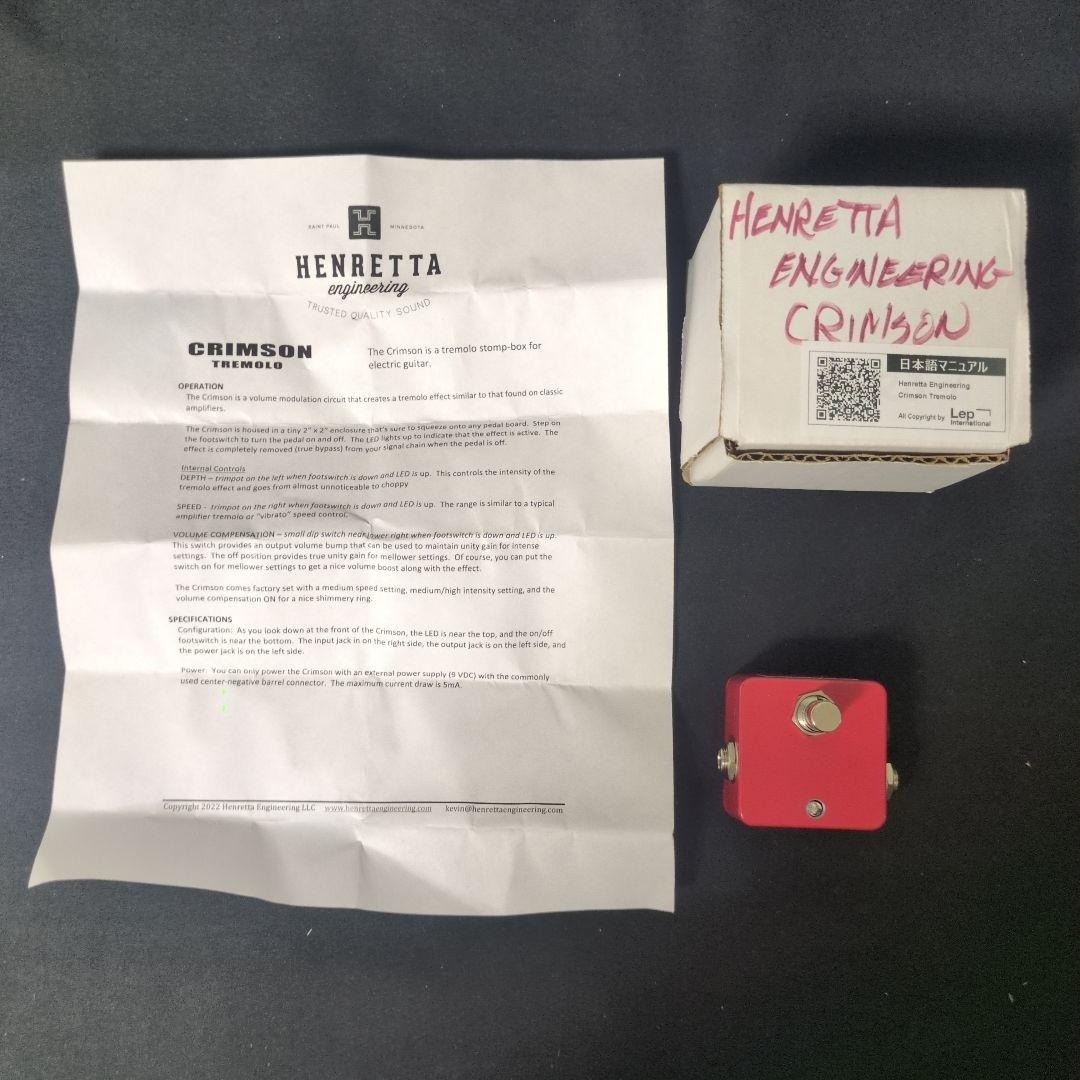 SAINT PAUL MINNESOTA
HENRETTA
engineering
TRUSTED QUALITY SOUND
CRIMSON
TREMOLO
The Crimson is a tremolo stomp-box for
electric guitar.
OPERATION
The Crimson is a volume modulation circuit that creates a tremolo effect similar to that found on classic
amplifiers.
The Crimson is housed in a tiny 2" x 2" enclosure that's sure to squeeze onto any pedal board. Step on
the footswitch to turn the pedal on and off. The LED lights up to indicate that the effect is active. The
effect is completely removed (true bypass) from your signal chain when the pedal is off.
Internal Controls
DEPTH – trimpot on the left when footswitch is down and LED is up. This controls the intensity of the
tremolo effect and goes from almost unnoticeable to choppy
SPEED - trimpot on the right when footswitch is down and LED is up. The range is similar to a typical
amplifier tremolo or "vibrato" speed control.
VOLUME COMPENSATION – small dip switch near lower right when footswitch is down and LED is up.
This switch provides an output volume bump that can be used to maintain unity gain for intense
settings. The off position provides true unity gain for mellower settings. Of course, you can put the
switch on for mellower settings to get a nice volume boost along with the effect.
The Crimson comes factory set with a medium speed setting, medium/high intensity setting, and the
volume compensation ON for a nice shimmery ring.
SPECIFICATIONS
Configuration: As you look down at the front of the Crimson, the LED is near the top, and the on/off
footswitch is near the bottom. The input jack in on the right side, the output jack is on the left side, and
the power jack is on the left side.
Power: You can only power the Crimson with an external power supply (9 VDC) with the commonly
used center-negative barrel connector. The maximum current draw is 5mA.
Copyright 2022 Henretta Engineering LLC www.henrettaengineering.com kevin@henrettaengineering.com
HENRETTA
ENGINEERING
CRIMSON
日本語マニュアル
Henretta Engineering
Crimson Tremolo
All Copyright by Lep International